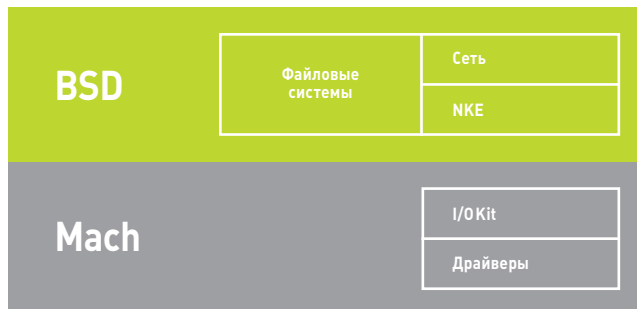 BSD
Файловые
системы
Сеть
NKE
Mach
I/O Kit
Драйверы